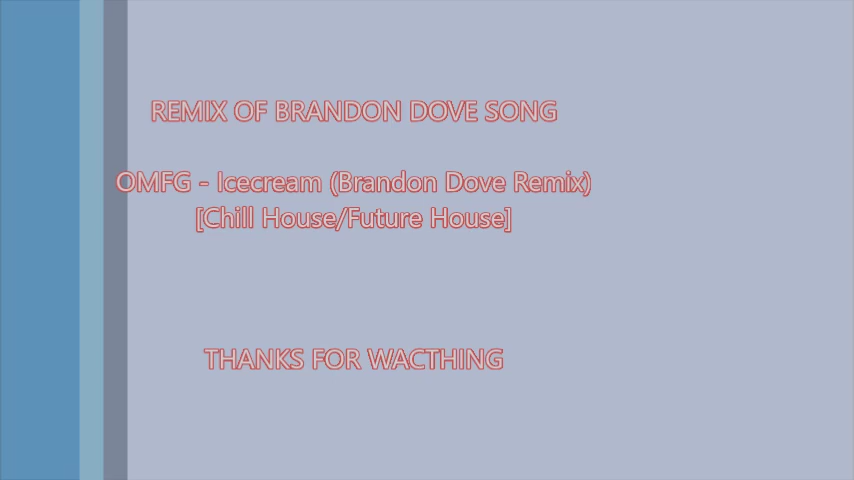 REMIX OF BRANDON DOVE SONG
OMFG - Icecream (Brandon Dove Remix)
[Chill House/Future House]
THANKS FOR WACTHING